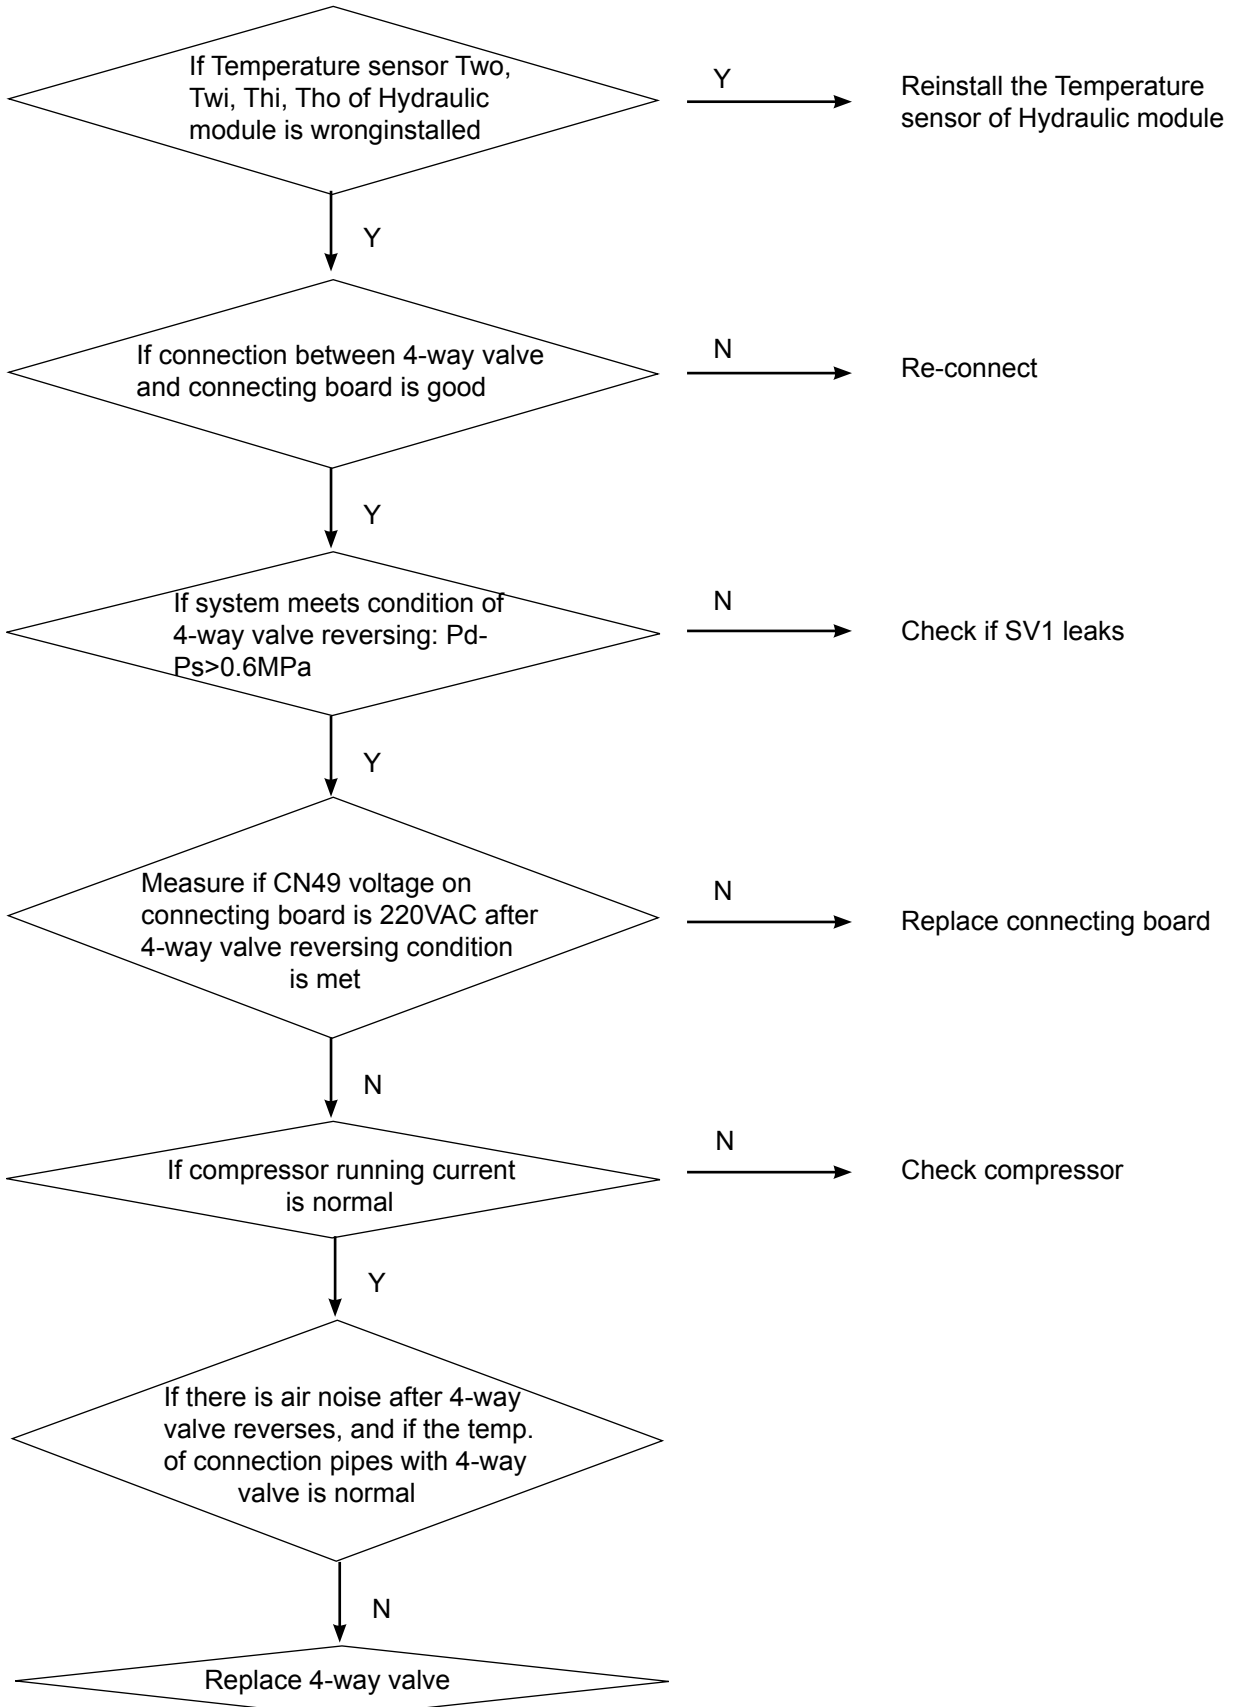 If Temperature sensor Two,
Twi, Thi, Tho of Hydraulic
module is wronginstalled
Y
Reinstall the Temperature
sensor of Hydraulic module
Y
If connection between 4-way valve
and connecting board is good
N
Re-connect
Y
If system meets condition of
4-way valve reversing: Pd-
Ps>0.6MPa
N
Check if SV1 leaks
Y
Measure if CN49 voltage on
connecting board is 220VAC after
4-way valve reversing condition
is met
N
Replace connecting board
N
If compressor running current
is normal
N
Check compressor
Y
If there is air noise after 4-way
valve reverses, and if the temp.
of connection pipes with 4-way
valve is normal
N
Replace 4-way valve